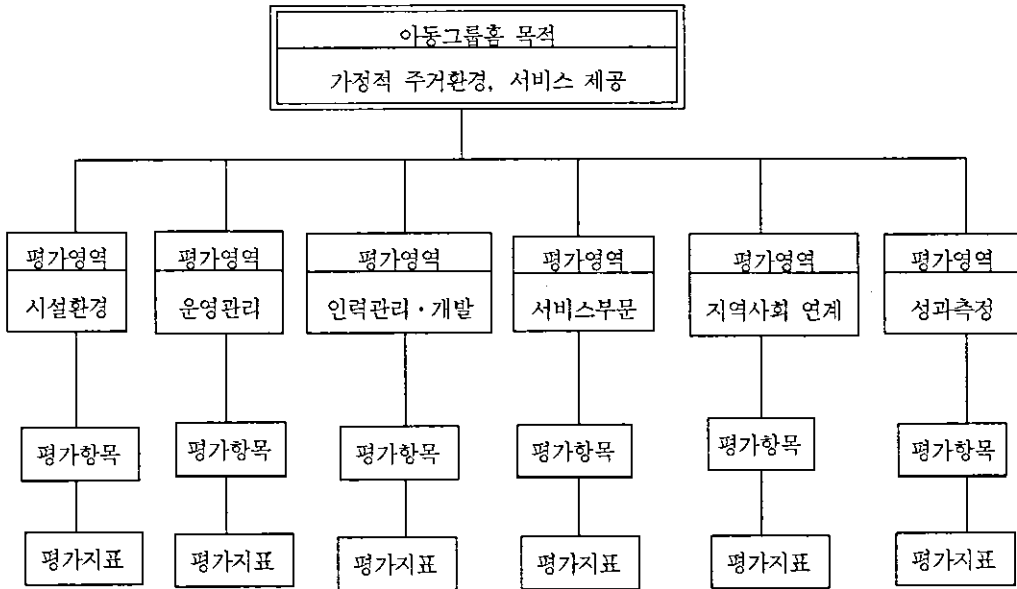 아동그룹홈 목적
가정적 주거환경, 서비스 제공
평가영역 평가영역 평가영역 평가영역 평가영역 평가영역
시설환경 운영관리 인력관리·개발 서비스부문 지역사회 연계 성과측정
평가항목 평가항목 평가항목 평가항목 평가항목 평가항목
평가지표 평가지표 평가지표 평가지표 평가지표 평가지표